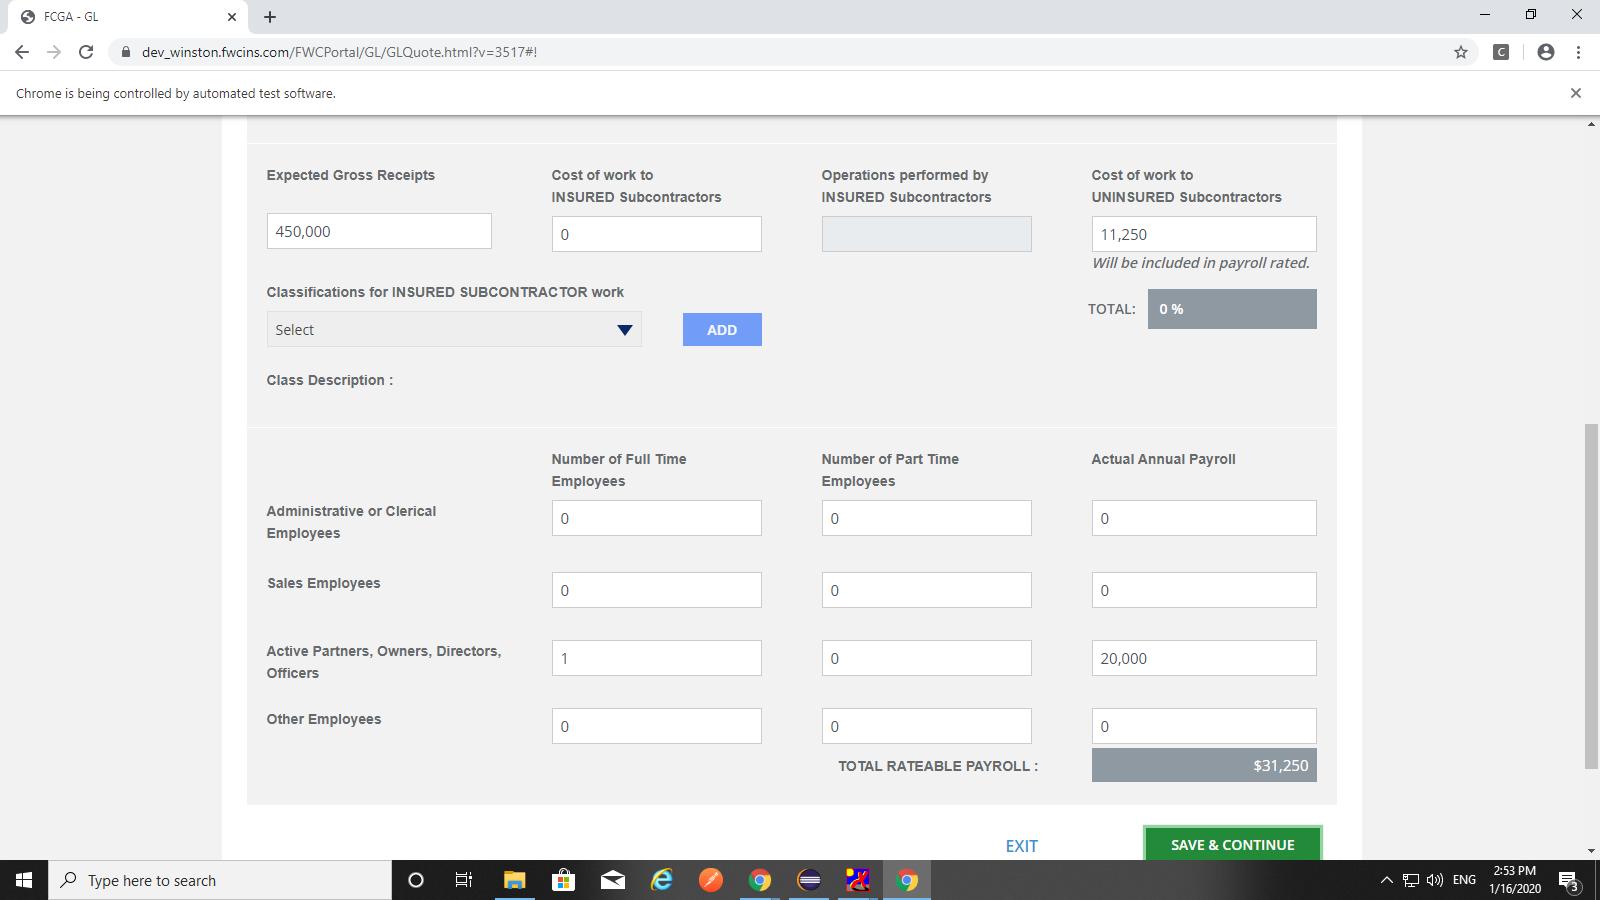 FCGA - GL
dev_winston.fwcins.com/FWCPortal/GL/GLQuote.html?v=3517#!
C
Chrome is being controlled by automated test software.
Expected Gross Receipts
Cost of work to
INSURED Subcontractors
Operations performed by
INSURED Subcontractors
Cost of work to
UNINSURED Subcontractors
450,000
0
11,250
Will be included in payroll rated.
Classifications for INSURED SUBCONTRACTOR work
TOTAL:
0 %
Select
ADD
Class Description :
Number of Full Time
Employees
Number of Part Time
Employees
Actual Annual Payroll
Administrative or Clerical
Employees
0
0
0
Sales Employees
0
0
0
Active Partners, Owners, Directors,
Officers
1
0
20,000
Other Employees
0
0
0
TOTAL RATEABLE PAYROLL :
$31,250
EXIT
SAVE & CONTINUE
Type here to search
ENG
2:53 PM
1/16/2020
3